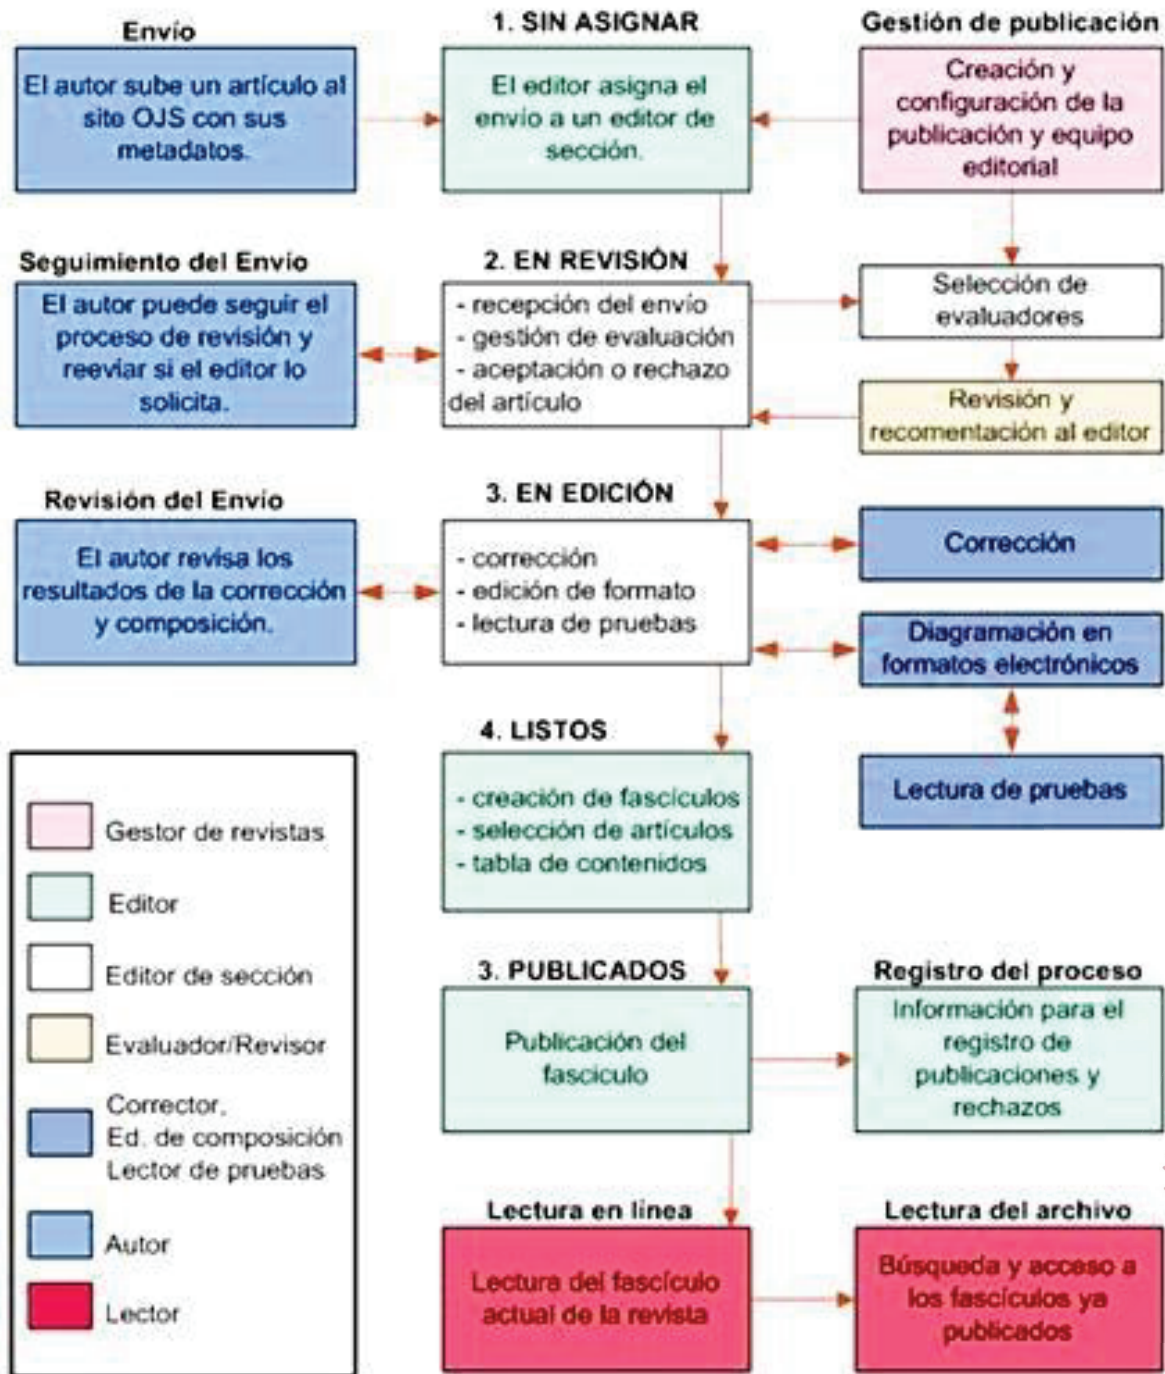 Envío
1. SIN ASIGNAR
Gestión de publicación
El autor sube un artículo al
site OJS con sus
metadatos.
El editor asigna el
envío a un editor de
sección.
Creación y
configuración de la
publicación y equipo
editorial
Seguimiento del Envío
2. EN REVISIÓN
El autor puede seguir el
proceso de revisión y
reeviar si el editor lo
solicita.
- recepción del envío
- gestión de evaluación
- aceptación o rechazo
del artículo
Selección de
evaluadores
Revisión y
recomentación al editor
Revisión del Envío
3. EN EDICIÓN
El autor revisa los
resultados de la corrección
y composición.
- corrección
- edición de formato
- lectura de pruebas
Corrección
Diagramación en
formatos electrónicos
Lectura de pruebas
4. LISTOS
- creación de fascículos
- selección de artículos
- tabla de contenidos
3. PUBLICADOS
Registro del proceso
Publicación del
fascículo
Información para el
registro de
publicaciones y
rechazos
Lectura en línea
Lectura del archivo
Lectura del fascículo
actual de la revista
Búsqueda y acceso a
los fascículos ya
publicados
Gestor de revistas
Editor
Editor de sección
Evaluador/Revisor
Corrector,
Ed. de composición
Lector de pruebas
Autor
Lector